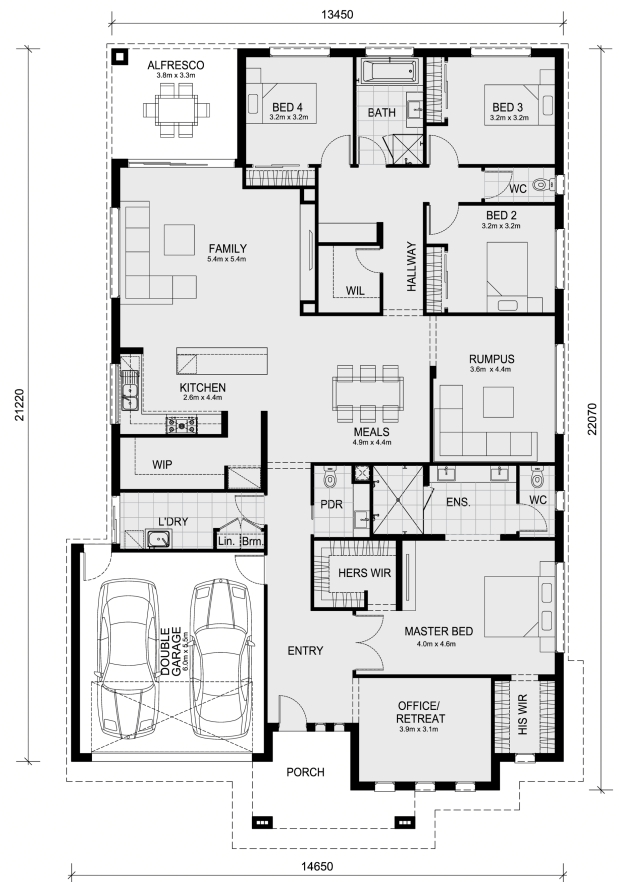 13450
ALFRESCO
3.8m x 3.3m
BED 4
3.2m x 3.2m
BATH
BED 3
3.2m x 3.2m
WC
BED 2
3.2m x 3.2m
FAMILY
5.4m x 5.4m
HALLWAY
WIL
RUMPUS
3.6m x 4.4m
KITCHEN
2.6m x 4.4m
21220
22070
MEALS
4.9m x 4.4m
WIP
PDR
ENS.
WC
L'DRY
Lin.
Brm.
HERS WIR
DOUBLE
GARAGE
6.0m x 5.5m
MASTER BED
4.0m x 4.6m
ENTRY
OFFICE/
RETREAT
3.9m x 3.1m
HIS WIR
PORCH
14650